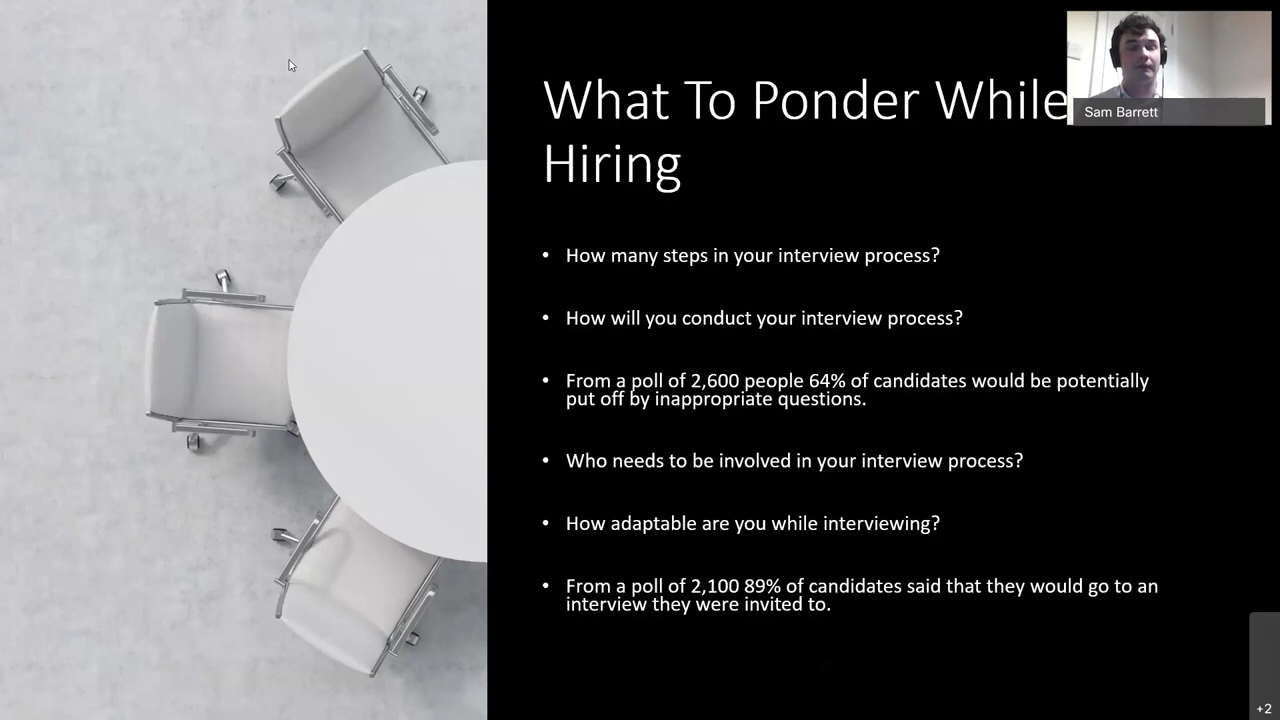 What To Ponder While
Hiring
Sam Barrett
• How many steps in your interview process?
• How will you conduct your interview process?
• From a poll of 2,600 people 64% of candidates would be potentially
put off by inappropriate questions.
• Who needs to be involved in your interview process?
• How adaptable are you while interviewing?
• From a poll of 2,100 89% of candidates said that they would go to an
interview they were invited to.
+2